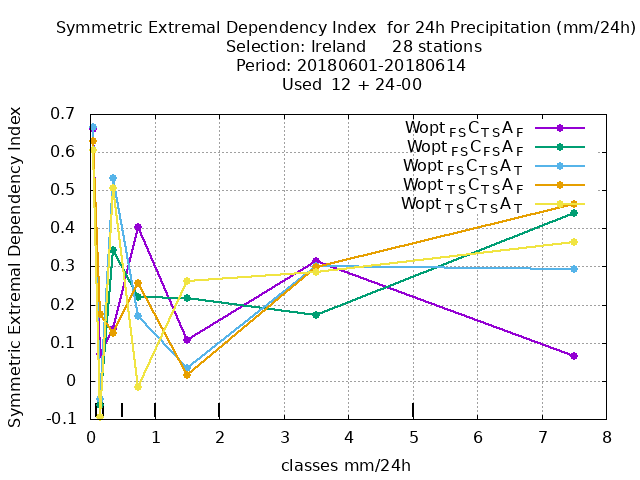 Symmetric Extremal Dependency Index  for 24h Precipitation (mm/24h)
Selection: Ireland     28 stations
Period: 20180601-20180614
Used  12 + 24-00
Symmetric Extremal Dependency Index
0.7
0.6
0.5
0.4
0.3
0.2
0.1
0
-0.1
Wopt FS C TS A F
Wopt FS C FS A F
Wopt FS C TS A T
Wopt TS C TS A F
Wopt TS C TS A T
0 1 2 3 4 5 6 7 8
classes mm/24h